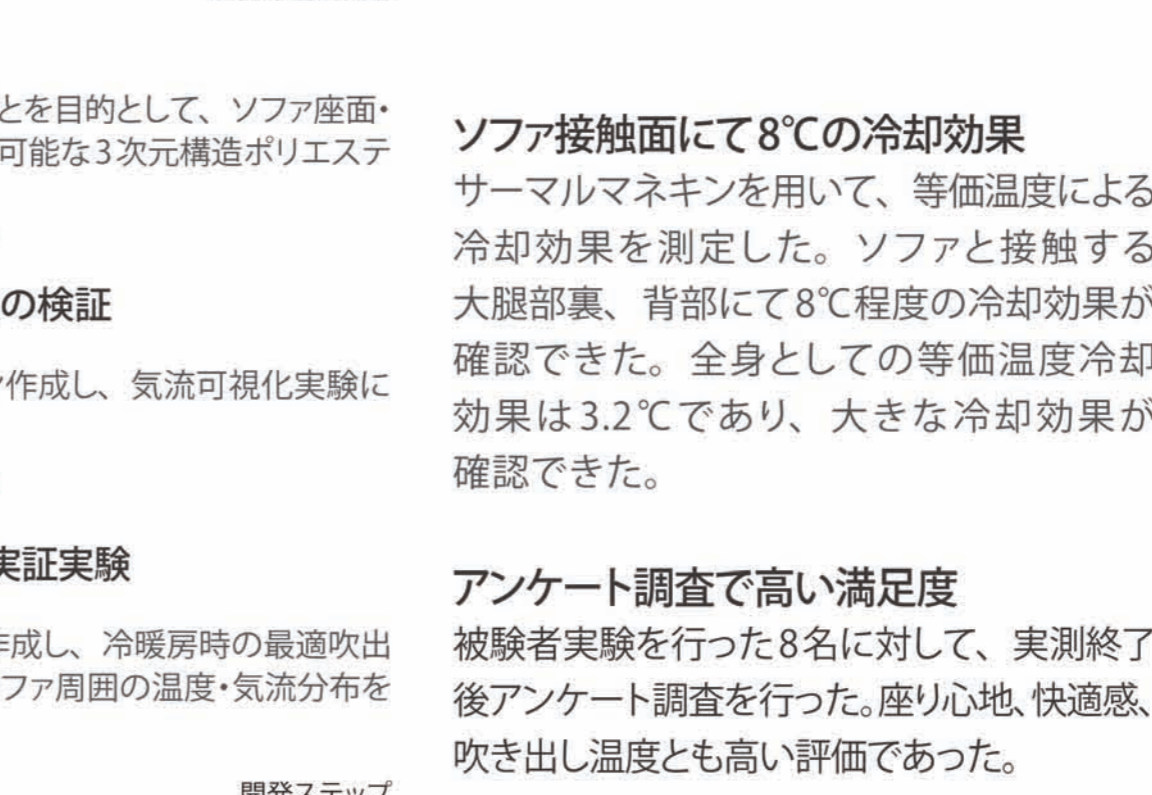 とを目的として、ソファ座面・
可能な3次元構造ポリエステ
の検証
作成し、気流可視化実験に
実証実験
作成し、冷暖房時の最適吹出
ファ周囲の温度・気流分布を
開発ステップ
ソファ接触面にて8℃の冷却効果
サーマルマネキンを用いて、等価温度による
冷却効果を測定した。ソファと接触する
大腿部裏、背部にて8℃程度の冷却効果が
確認できた。全身としての等価温度冷却
効果は3.2℃であり、大きな冷却効果が
確認できた。
アンケート調査で高い満足度
被験者実験を行った8名に対して、実測終了
後アンケート調査を行った。座り心地、快適感、
吹き出し温度とも高い評価であった。